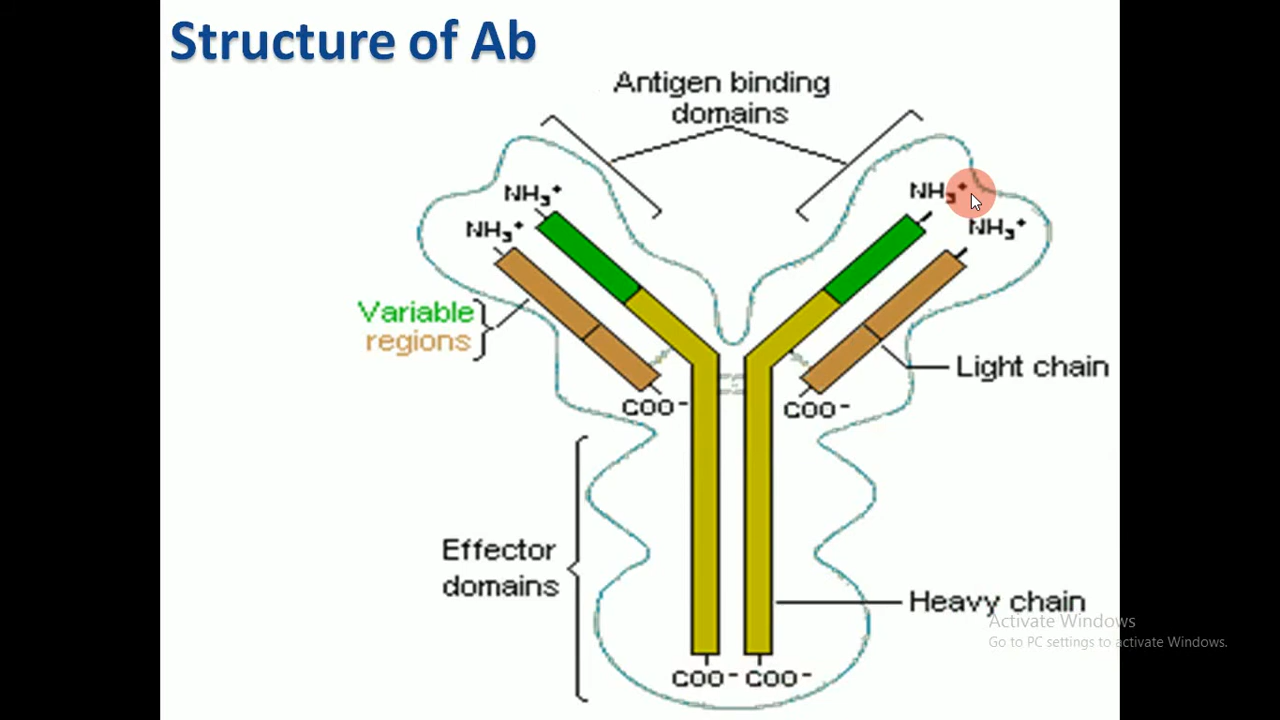 Structure of Ab
Antigen binding
domains
NH₃⁺
NH₃⁺
NH₃⁺
NH₃⁺
Variable
regions
Light chain
COO⁻
COO⁻
Effector
domains
Heavy chain
Activate Windows
Go to PC settings to activate Windows.
COO⁻ COO⁻